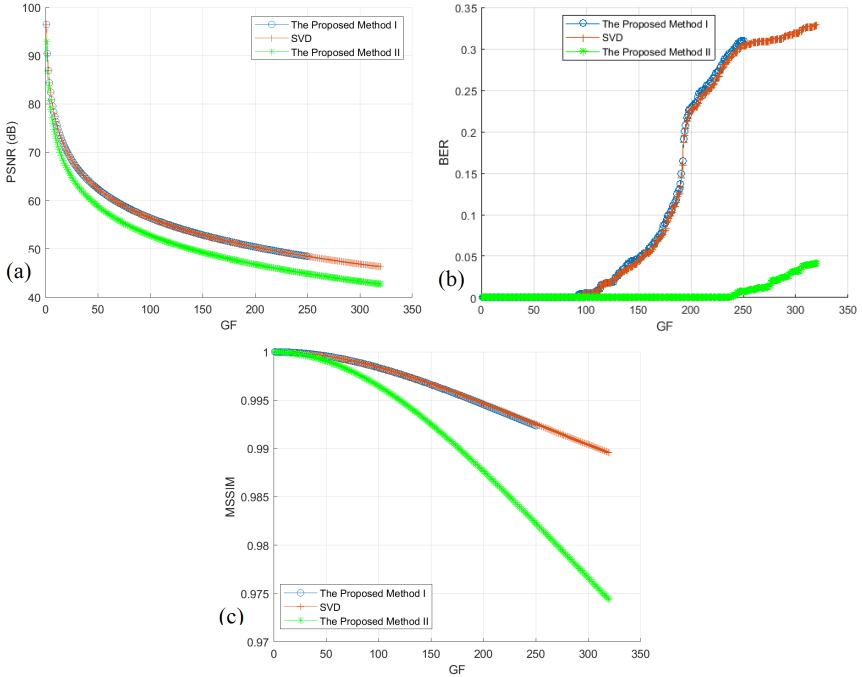 100
90
80
70
60
50
40
PSNR (dB)
0 50 100 150 200 250 300 350
GF
The Proposed Method I
SVD
The Proposed Method II
(a)
0.35
0.3
0.25
0.2
0.15
0.1
0.05
0
BER
0 50 100 150 200 250 300 350
GF
The Proposed Method I
SVD
The Proposed Method II
(b)
1
0.995
0.99
0.985
0.98
0.975
0.97
MSSIM
0 50 100 150 200 250 300 350
GF
The Proposed Method I
SVD
The Proposed Method II
(c)